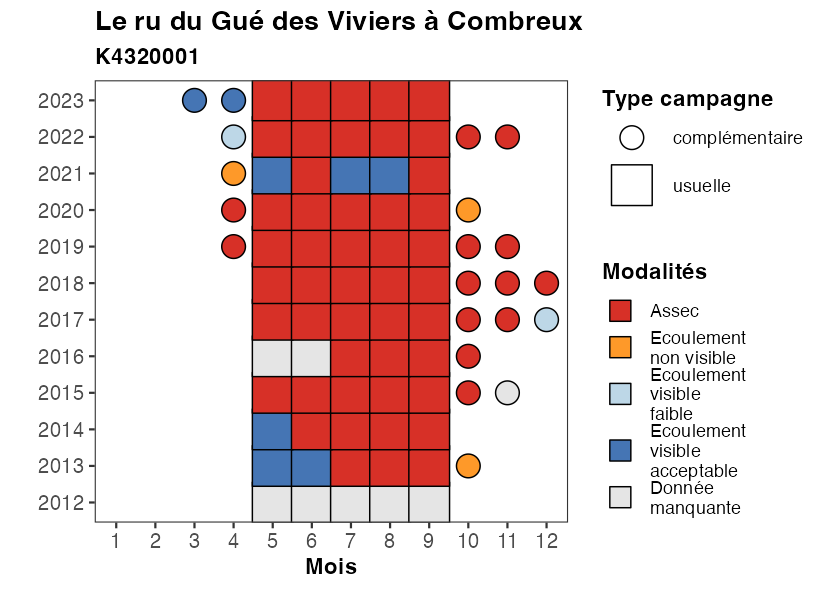 Le ru du Gué des Viviers à Combreux
K4320001
2023
2022
2021
2020
2019
2018
2017
2016
2015
2014
2013
2012
1 2 3 4 5 6 7 8 9 10 11 12
Mois
Type campagne
complémentaire
usuelle
Modalités
Assec
Ecoulement
non visible
Ecoulement
visible
faible
Ecoulement
visible
acceptable
Donnée
manquante